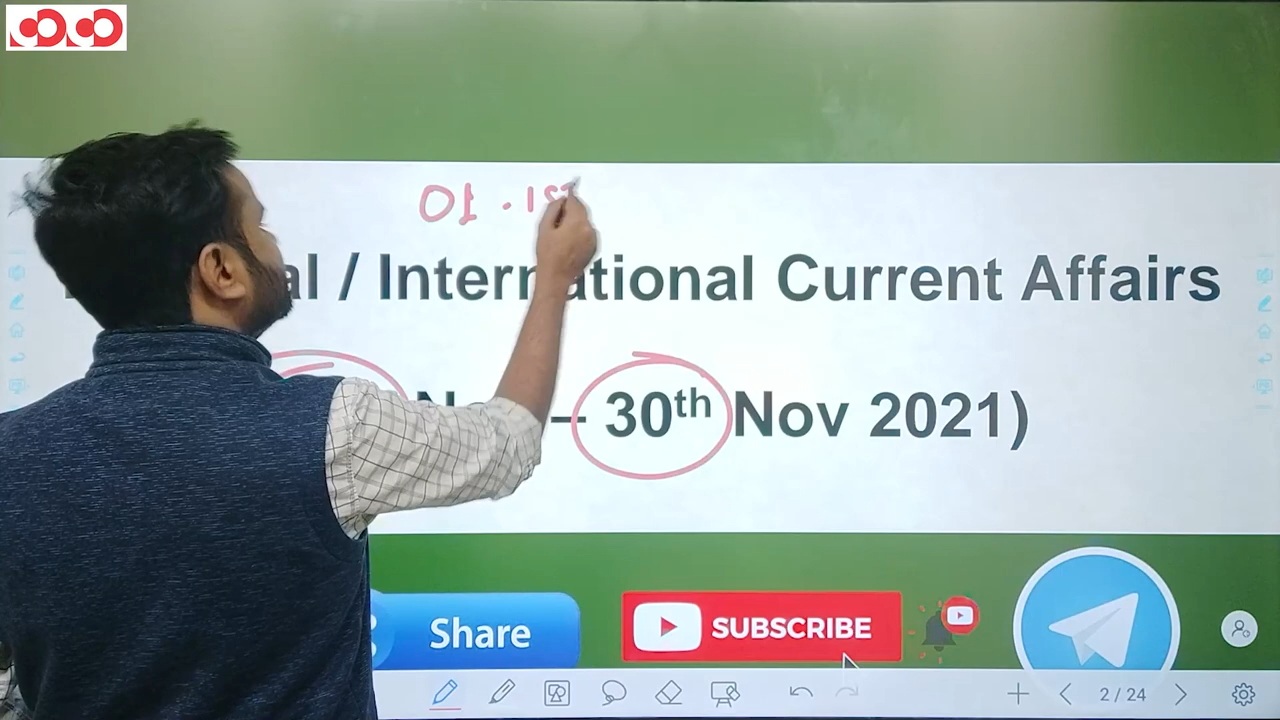 01 . 1st
al / International Current Affairs
– 30th Nov 2021)
Share
SUBSCRIBE
2 / 24